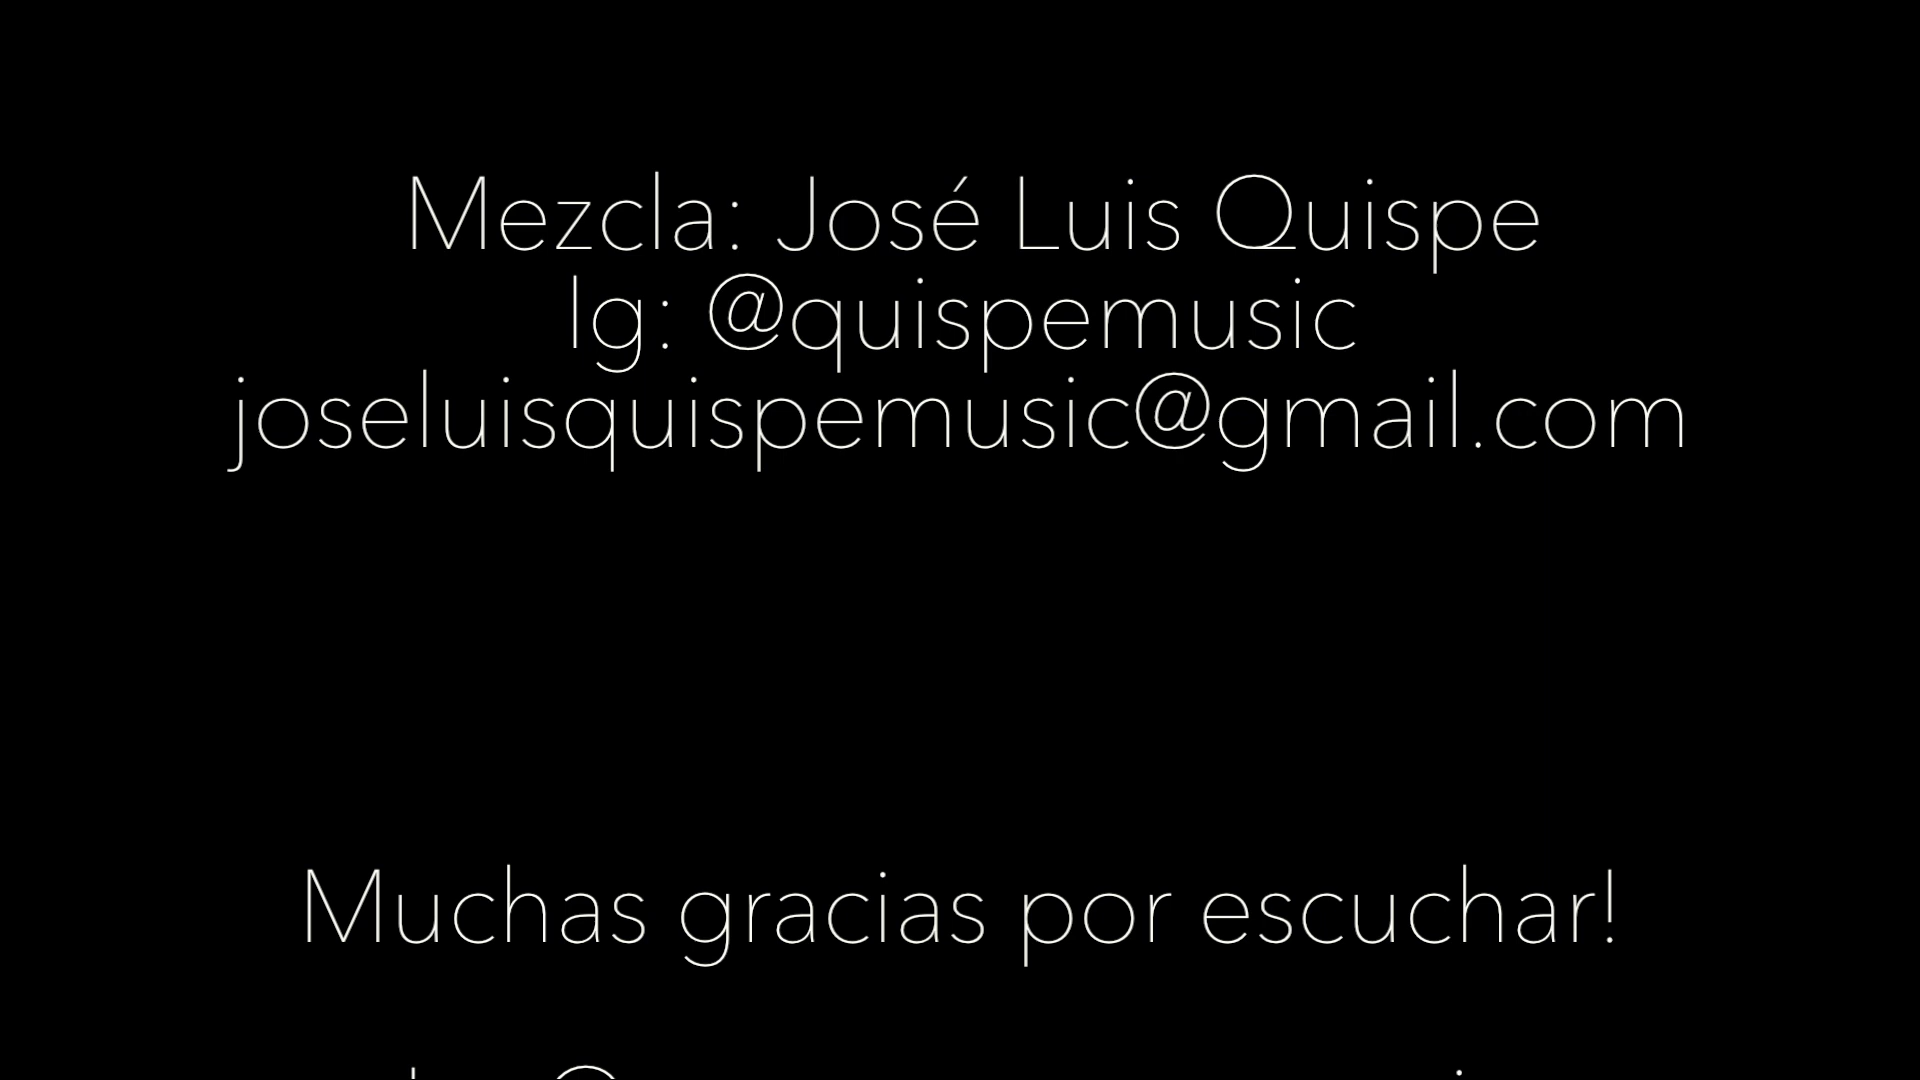 Mezcla: José Luis Quispe
Ig: @quispemusic
joseluisquispemusic@gmail.com
Muchas gracias por escuchar!